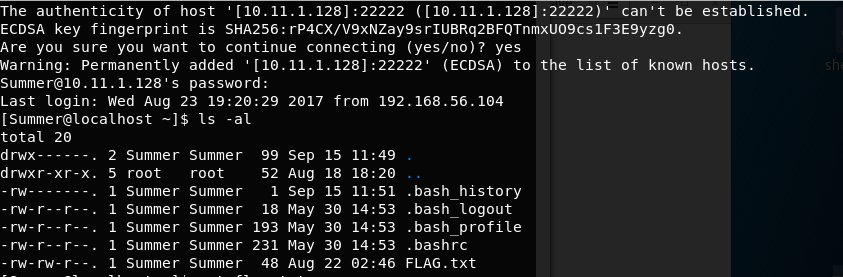 The authenticity of host '[10.11.1.128]:22222 ([10.11.1.128]:22222)' can't be established.
ECDSA key fingerprint is SHA256:rP4CX/V9xNZay9srIUBRq2BFQTnmxUO9cs1F3E9yzg0.
Are you sure you want to continue connecting (yes/no)? yes
Warning: Permanently added '[10.11.1.128]:22222' (ECDSA) to the list of known hosts.
Summer@10.11.1.128's password:
Last login: Wed Aug 23 19:20:29 2017 from 192.168.56.104
[Summer@localhost ~]$ ls -al
total 20
drwx------. 2 Summer Summer  99 Sep 15 11:49 .
drwxr-xr-x. 5 root   root    52 Aug 18 18:20 ..
-rw-------. 1 Summer Summer   1 Sep 15 11:51 .bash_history
-rw-r--r--. 1 Summer Summer  18 May 30 14:53 .bash_logout
-rw-r--r--. 1 Summer Summer 193 May 30 14:53 .bash_profile
-rw-r--r--. 1 Summer Summer 231 May 30 14:53 .bashrc
-rw-rw-r--. 1 Summer Summer  48 Aug 22 02:46 FLAG.txt